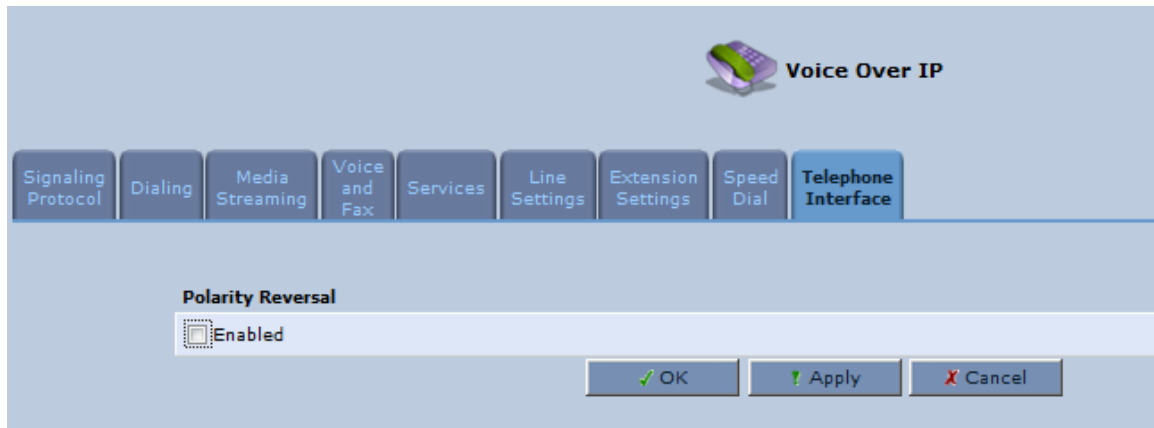 Voice Over IP
Signaling
Protocol
Dialing
Media
Streaming
Voice
and
Fax
Services
Line
Settings
Extension
Settings
Speed
Dial
Telephone
Interface
Polarity Reversal
Enabled
OK
Apply
Cancel